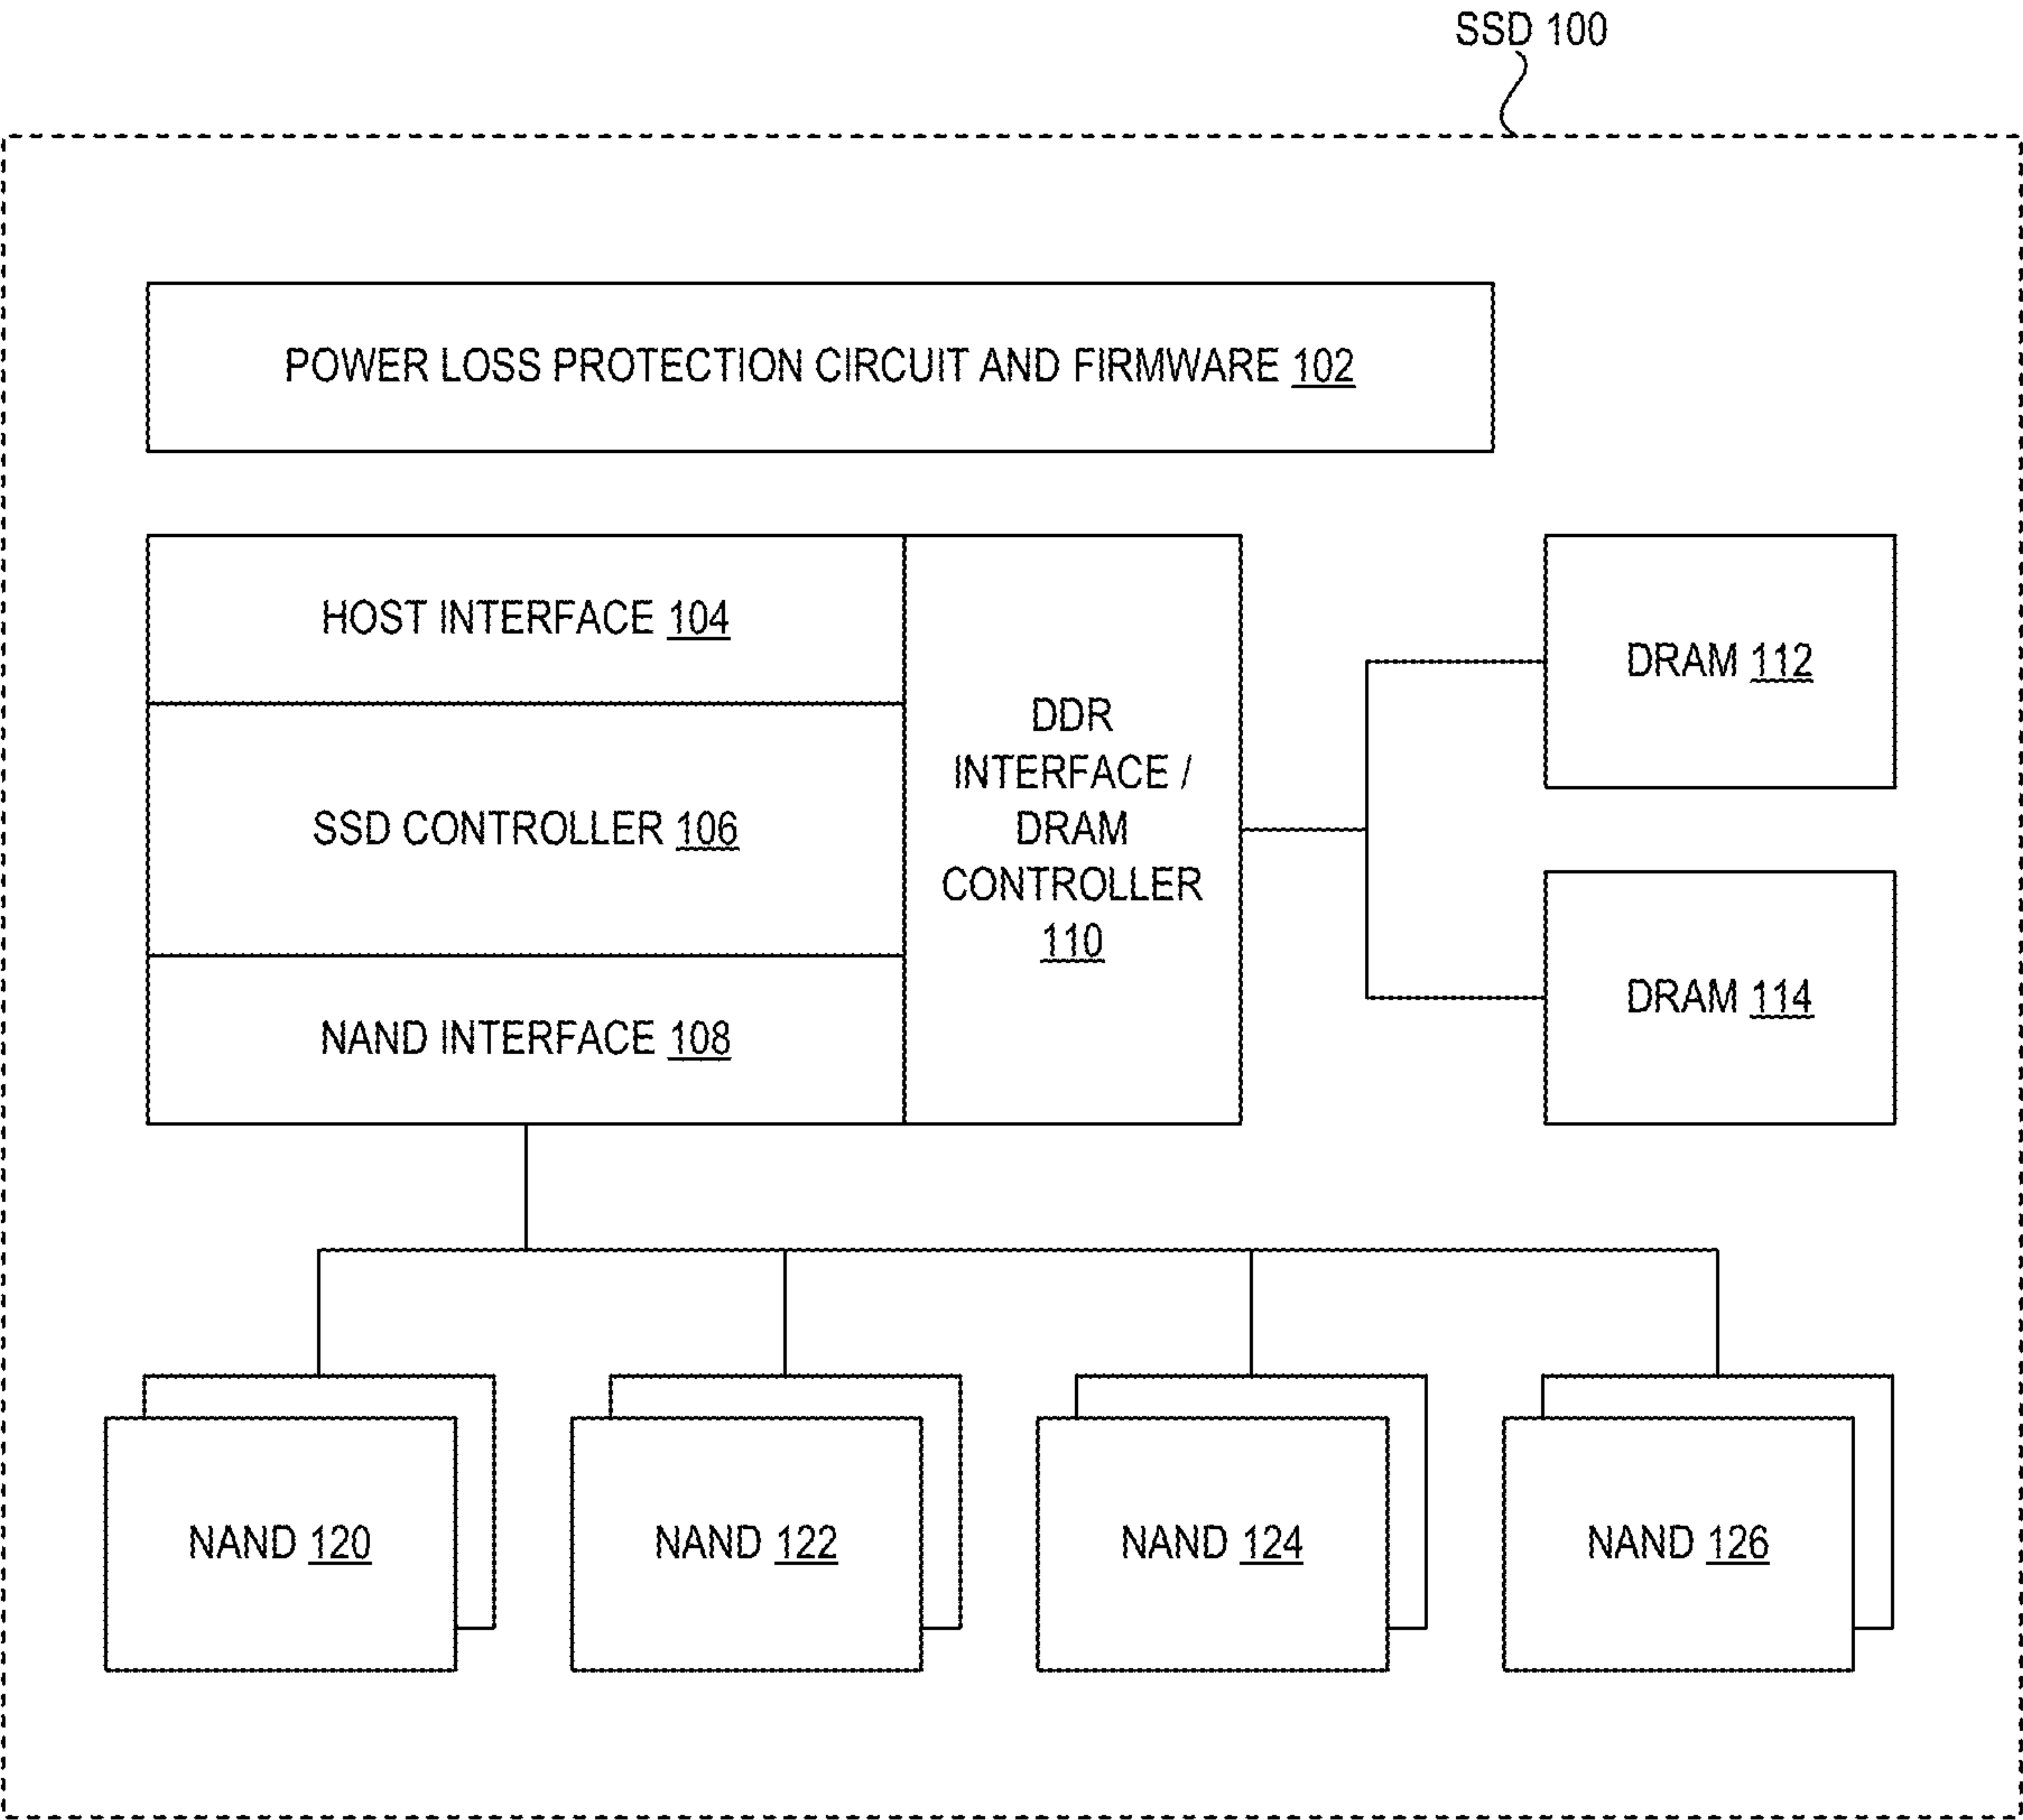 SSD 100
POWER LOSS PROTECTION CIRCUIT AND FIRMWARE 102
HOST INTERFACE 104
SSD CONTROLLER 106
NAND INTERFACE 108
DDR
INTERFACE /
DRAM
CONTROLLER
110
DRAM 112
DRAM 114
NAND 120
NAND 122
NAND 124
NAND 126